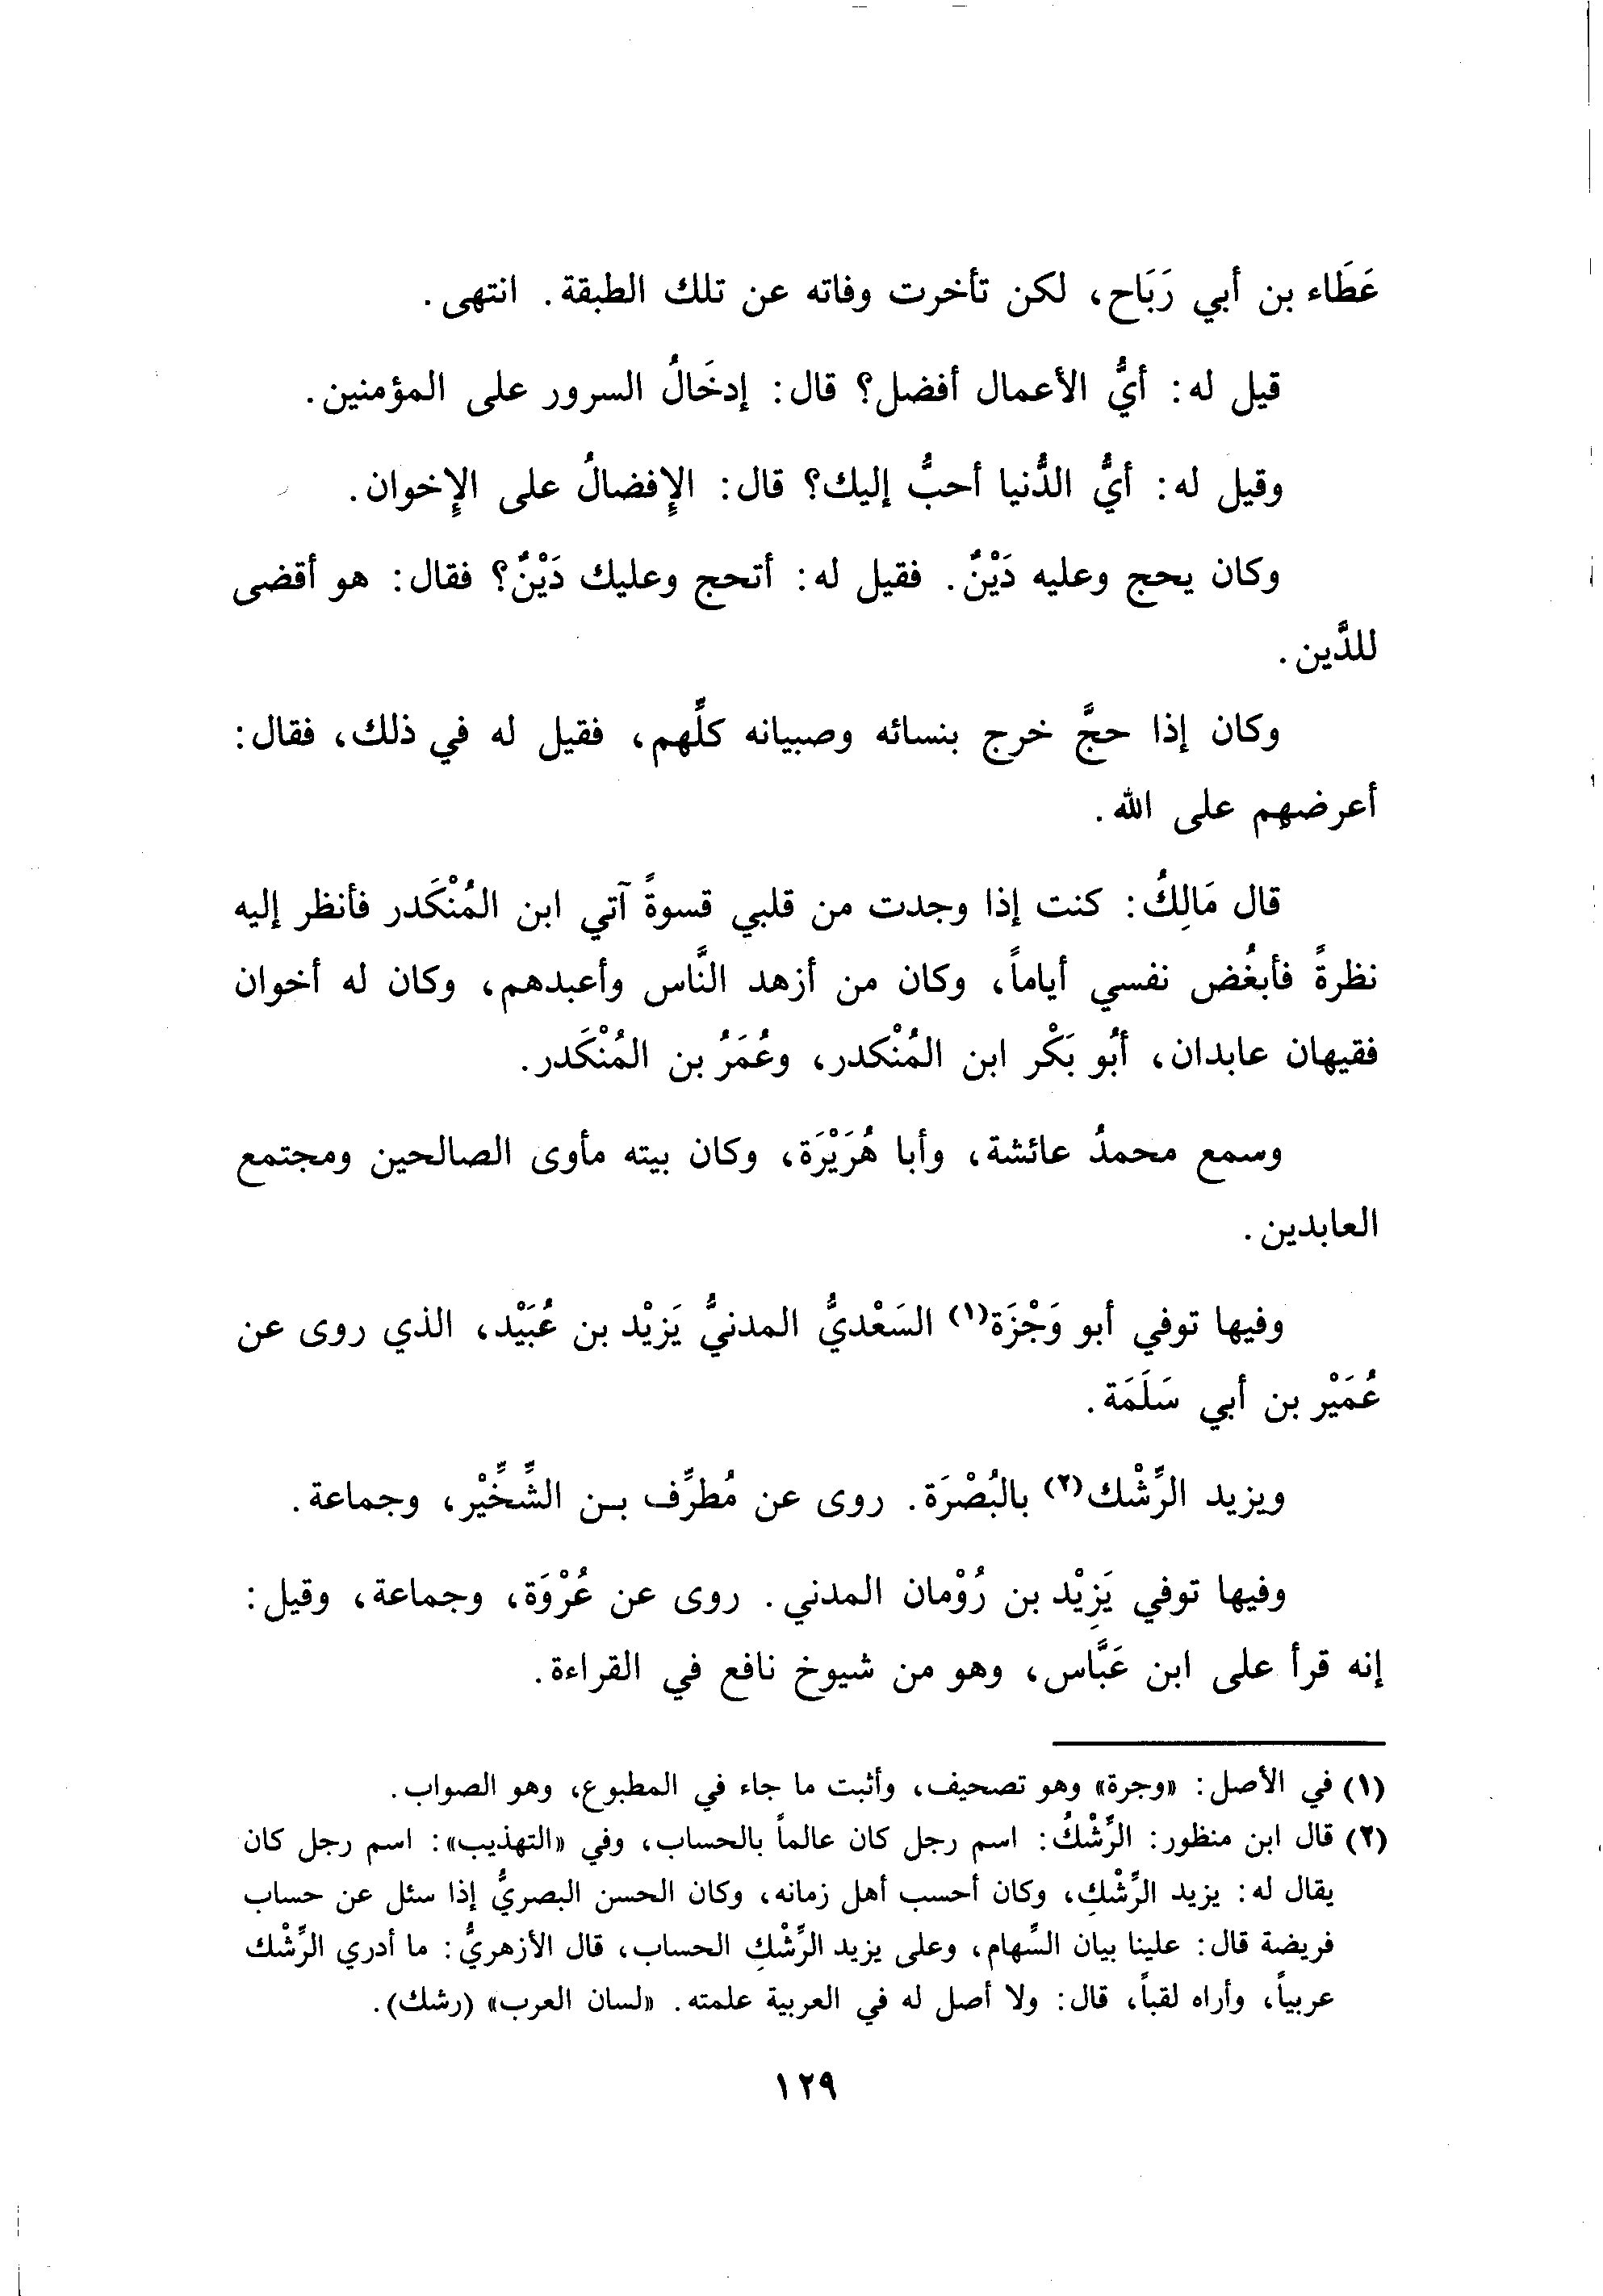 عَطَاء بن أبي رَبَاح، لكن تأخرت وفاته عن تلك الطبقة. انتهى.
قيل له: أيُّ الأعمال أفضل؟ قال: إدخَالُ السرور على المؤمنين.
وقيل له: أيُّ الدُّنيا أحبُّ إليك؟ قال: الإِفضالُ على الإِخوان.
وكان يحج وعليه دَيْنٌ. فقيل له: أتحج وعليك دَيْنٌ؟ فقال: هو أقضى
للدَّين.
وكان إذا حجَّ خرج بنسائه وصبيانه كلِّهم، فقيل له في ذلك، فقال:
أعرضهم على الله.
قال مَالِكُ: كنت إذا وجدت من قلبي قسوةً آتي ابن المُنْكَدر فأنظر إليه
نظرةً فأبغُض نفسي أياماً، وكان من أزهد النَّاس وأعبدهم، وكان له أخوان
فقيهان عابدان، أبُو بَكْر ابن المُنْكدر، وعُمَرُ بن المُنْكَدر.
وسمع محمدُ عائشة، وأبا هُرَيْرَة، وكان بيته مأوى الصالحين ومجتمع
العابدين.
وفيها توفي أبو وَجْزَة(١) السَعْديُّ المدنيُّ يَزيْد بن عُبَيْد، الذي روى عن
عُمَيْر بن أبي سَلَمَة.
ويزيد الرِّشْك(٢) بالبُصْرَة. روى عن مُطرِّف بـن الشِّخِّيْر، وجماعة.
وفيها توفي يَزِيْد بن رُوْمان المدني. روى عن عُرْوَة، وجماعة، وقيل:
إنه قرأ على ابن عَبَّاس، وهو من شيوخ نافع في القراءة.
(١) في الأصل: «وجرة» وهو تصحيف، وأثبت ما جاء في المطبوع، وهو الصواب.
(٢) قال ابن منظور: الرِّشْكُ: اسم رجل كان عالماً بالحساب، وفي «التهذيب»: اسم رجل كان
يقال له: يزيد الرِّشْكِ، وكان أحسب أهل زمانه، وكان الحسن البصريُّ إذا سئل عن حساب
فريضة قال: علينا بيان السِّهام، وعلى يزيد الرِّشْكِ الحساب، قال الأزهريُّ: ما أدري الرِّشْك
عربياً، وأراه لقباً، قال: ولا أصل له في العربية علمته. «لسان العرب» (رشك).
١٢٩